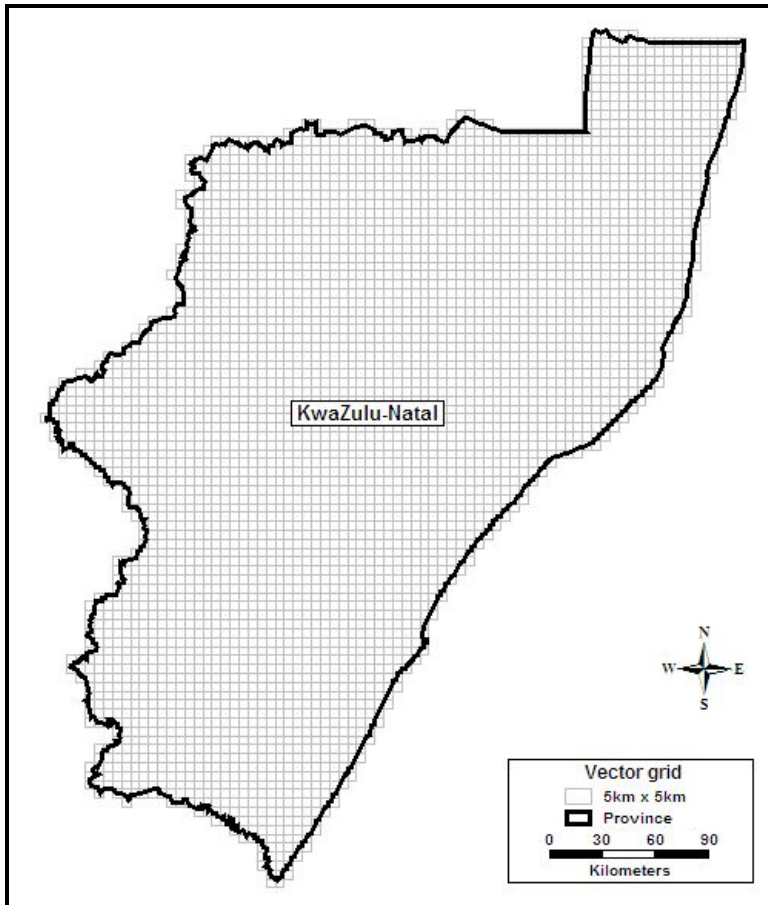 KwaZulu-Natal
N
W E
S
Vector grid
5km x 5km
Province
0 30 60 90
Kilometers